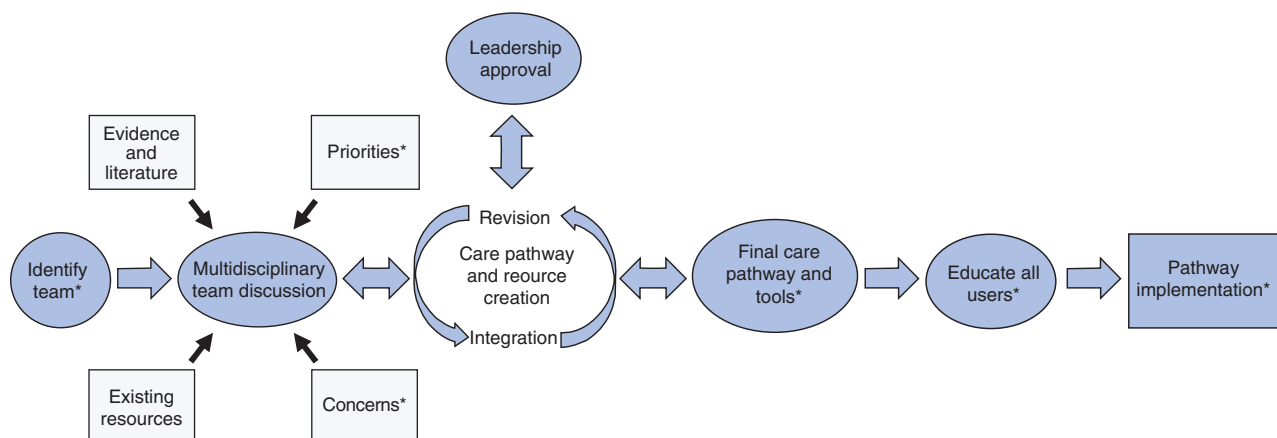 Leadership
approval
Evidence
and
literature
Priorities*
Identify
team*
Multidisciplinary
team discussion
Revision
Care pathway
and reource
creation
Integration
Final care
pathway and
tools*
Educate all
users*
Pathway
implementation*
Existing
resources
Concerns*